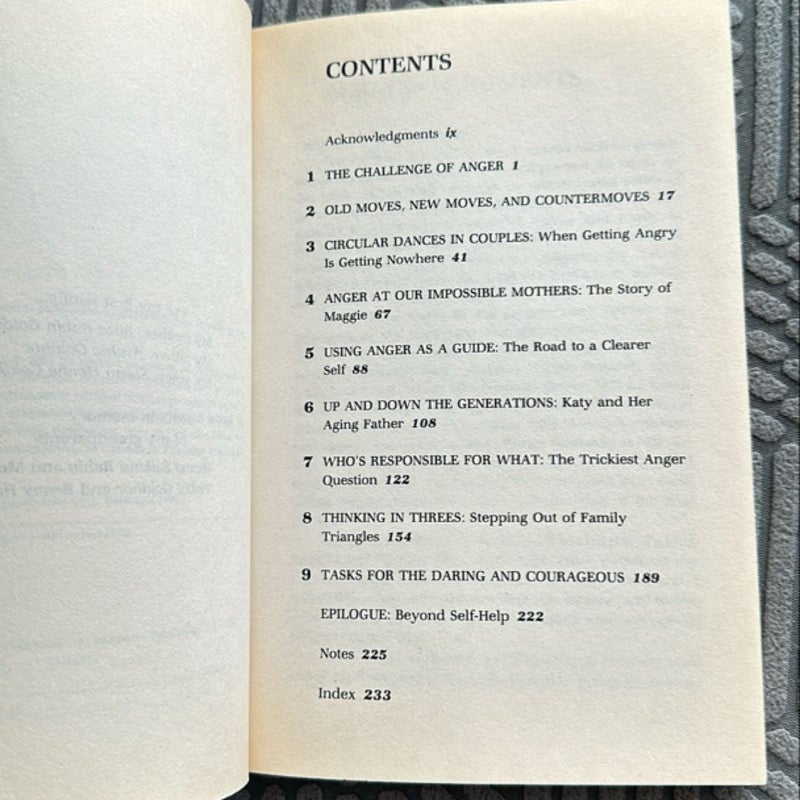 CONTENTS
Acknowledgments ix
1 THE CHALLENGE OF ANGER 1
2 OLD MOVES, NEW MOVES, AND COUNTERMOVES 17
3 CIRCULAR DANCES IN COUPLES: When Getting Angry
Is Getting Nowhere 41
4 ANGER AT OUR IMPOSSIBLE MOTHERS: The Story of
Maggie 67
5 USING ANGER AS A GUIDE: The Road to a Clearer
Self 88
6 UP AND DOWN THE GENERATIONS: Katy and Her
Aging Father 108
7 WHO'S RESPONSIBLE FOR WHAT: The Trickiest Anger
Question 122
8 THINKING IN THREES: Stepping Out of Family
Triangles 154
9 TASKS FOR THE DARING AND COURAGEOUS 189
EPILOGUE: Beyond Self-Help 222
Notes 225
Index 233